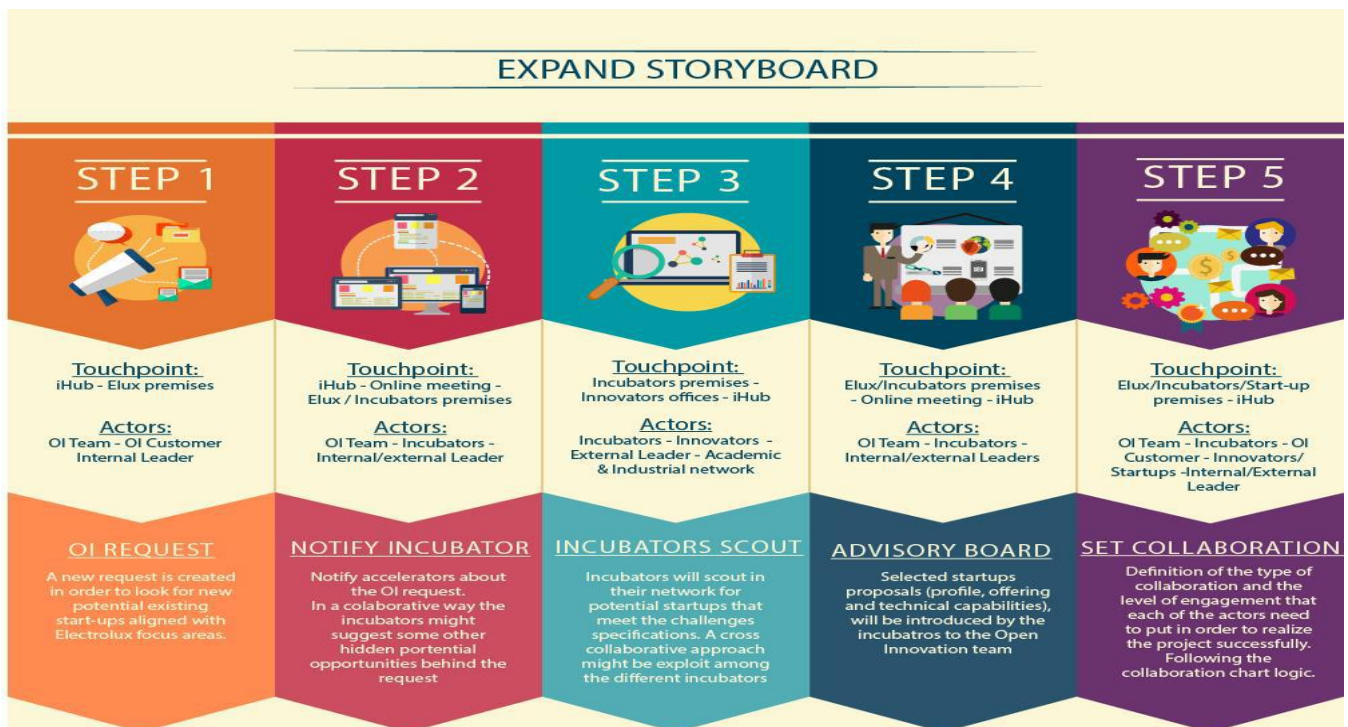 EXPAND STORYBOARD
STEP 1
Touchpoint:
iHub - Elux premises
Actors:
OI Team - OI Customer
Internal Leader
OI REQUEST
A new request is created
in order to look for new
potential existing
start-ups aligned with
Electrolux focus areas.
STEP 2
Touchpoint:
iHub - Online meeting -
Elux / Incubators premises
Actors:
OI Team - Incubators -
Internal/external Leader
NOTIFY INCUBATOR
Notify accelerators about
the OI request.
In a colaborative way the
incubators might
suggest some other
hidden portential
opportunities behind the
request
STEP 3
Touchpoint:
Incubators premises -
Innovators offices - iHub
Actors:
Incubators - Innovators -
External Leader - Academic
& Industrial network
INCUBATORS SCOUT
Incubators will scout in
their network for
potential startups that
meet the challenges
specifications. A cross
collaborative approach
might be exploit among
the different incubators
STEP 4
Touchpoint:
Elux/Incubators premises
- Online meeting - iHub
Actors:
OI Team - Incubators -
Internal/external Leaders
ADVISORY BOARD
Selected startups
proposals (profile, offering
and technical capabilities),
will be introduced by the
incubatros to the Open
Innovation team
STEP 5
Touchpoint:
Elux/Incubators/Start-up
premises - iHub
Actors:
OI Team - Incubators - OI
Customer - Innovators/
Startups -Internal/External
Leader
SET COLLABORATION
Definition of the type of
collaboration and the
level of engagement that
each of the actors need
to put in order to realize
the project successfully.
Following the
collaboration chart logic.